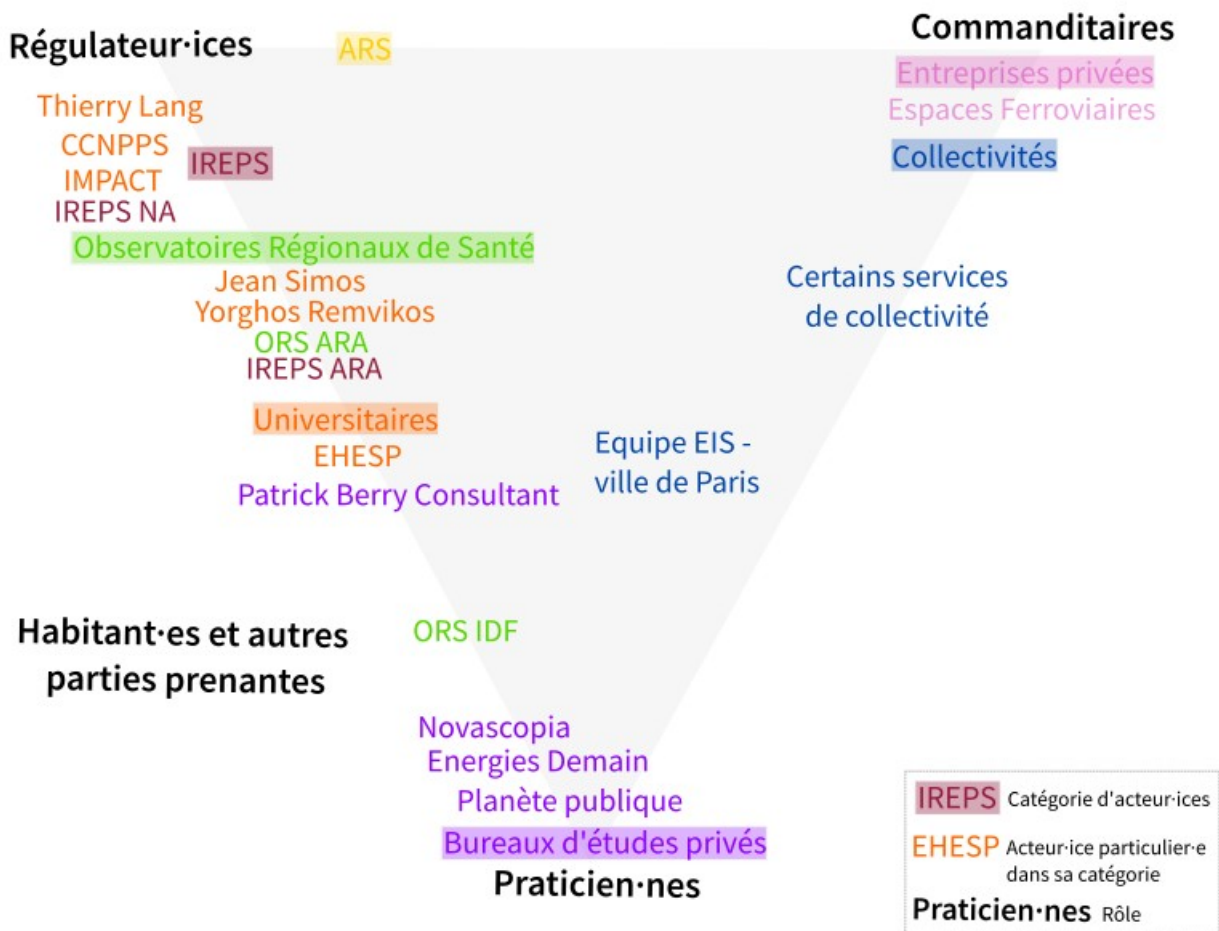 Régulateur·ices
ARS
Commanditaires
Entreprises privées
Espaces Ferroviaires
Collectivités
Thierry Lang
CCNPPS
IREPS
IMPACT
IREPS NA
Observatoires Régionaux de Santé
Jean Simos
Yorghos Remvikos
ORS ARA
IREPS ARA
Certains services
de collectivité
Universitaires
EHESP
Patrick Berry Consultant
Equipe EIS -
ville de Paris
Habitant·es et autres
parties prenantes
ORS IDF
Novascopia
Energies Demain
Planète publique
Bureaux d'études privés
Praticien·nes
IREPS Catégorie d'acteur·ices
EHESP Acteur·ice particulier·e
dans sa catégorie
Praticien·nes Rôle